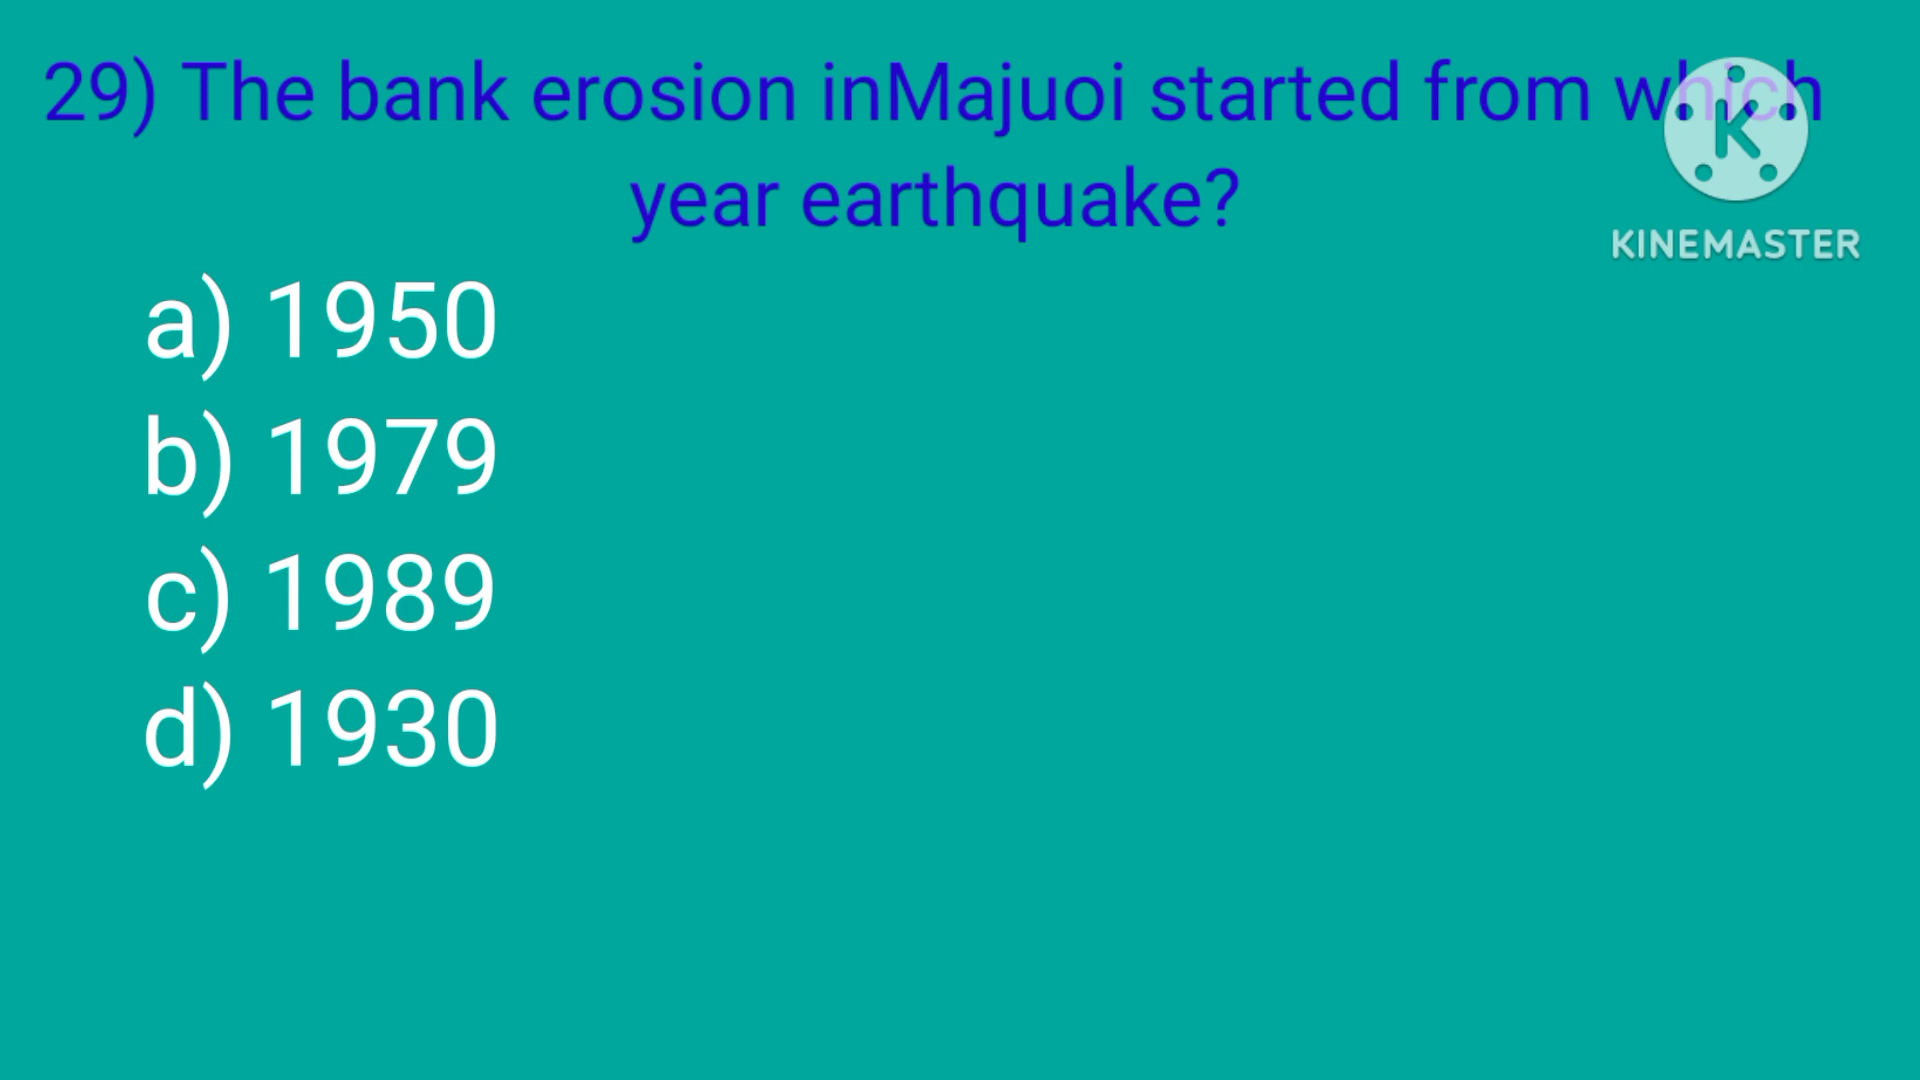 29) The bank erosion inMajuoi started from which
year earthquake?
KINEMASTER
a) 1950
b) 1979
c) 1989
d) 1930